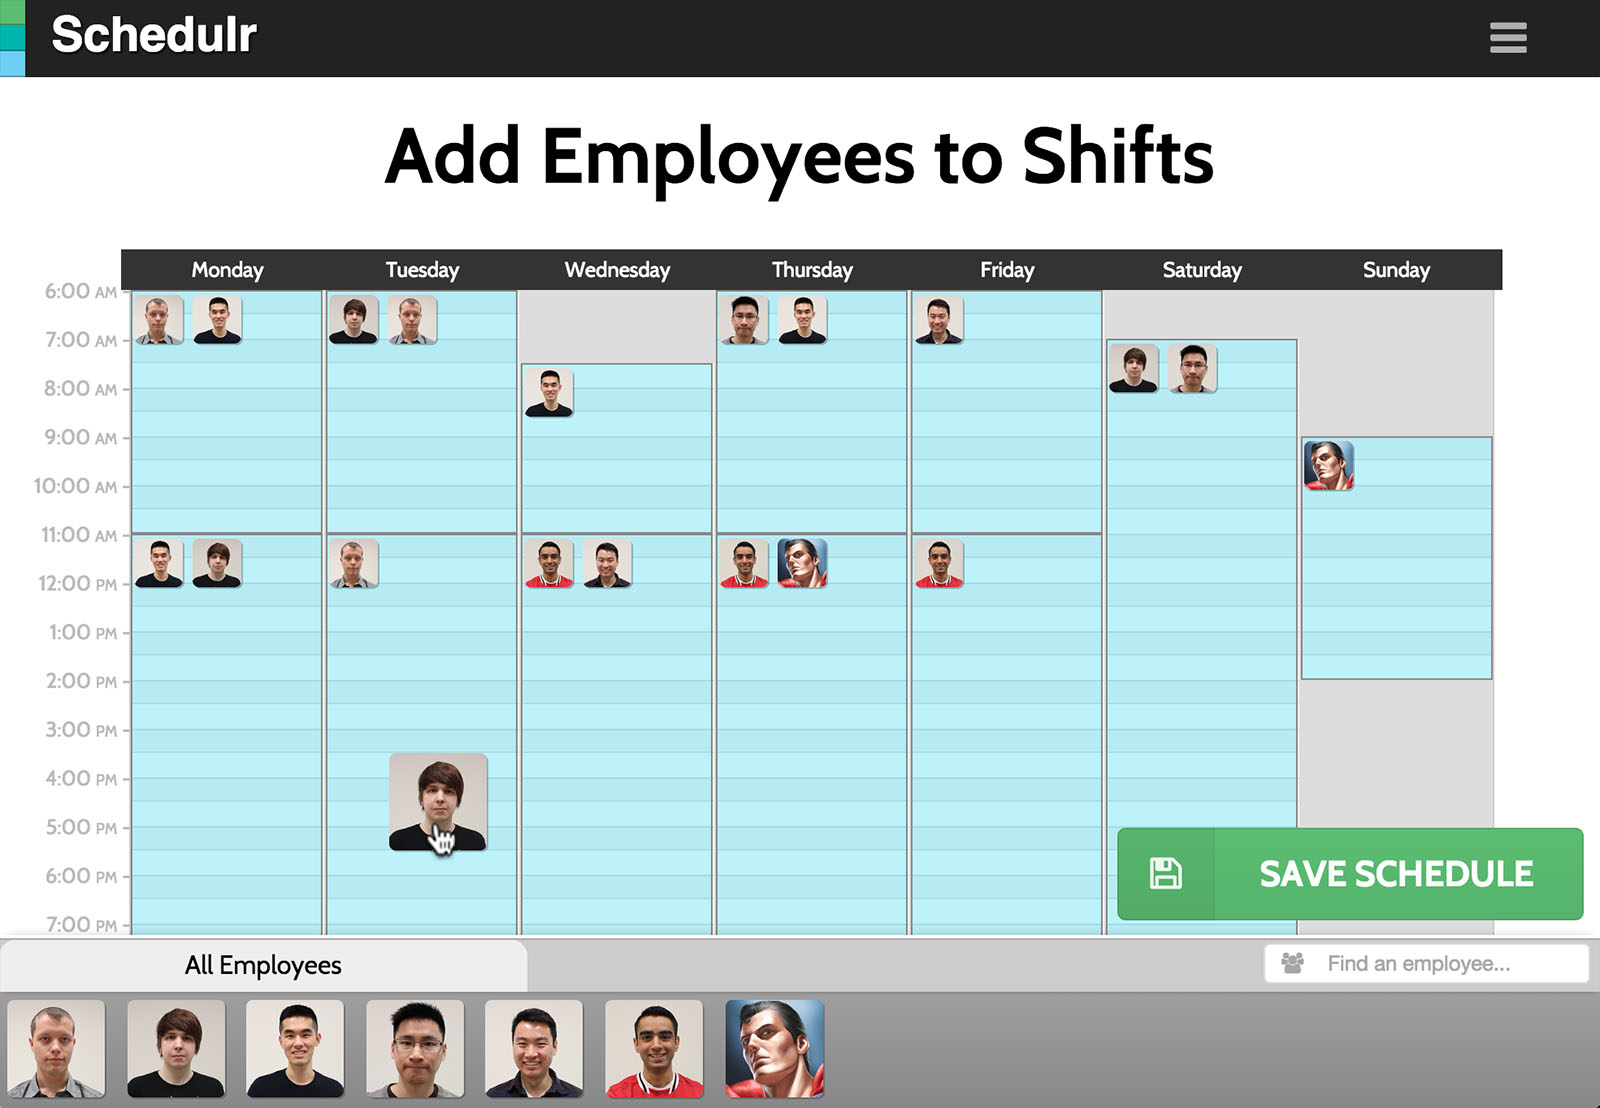 Schedulr
Add Employees to Shifts
Monday Tuesday Wednesday Thursday Friday Saturday Sunday
6:00 AM
7:00 AM
8:00 AM
9:00 AM
10:00 AM
11:00 AM
12:00 PM
1:00 PM
2:00 PM
3:00 PM
4:00 PM
5:00 PM
6:00 PM
7:00 PM
SAVE SCHEDULE
All Employees
Find an employee...